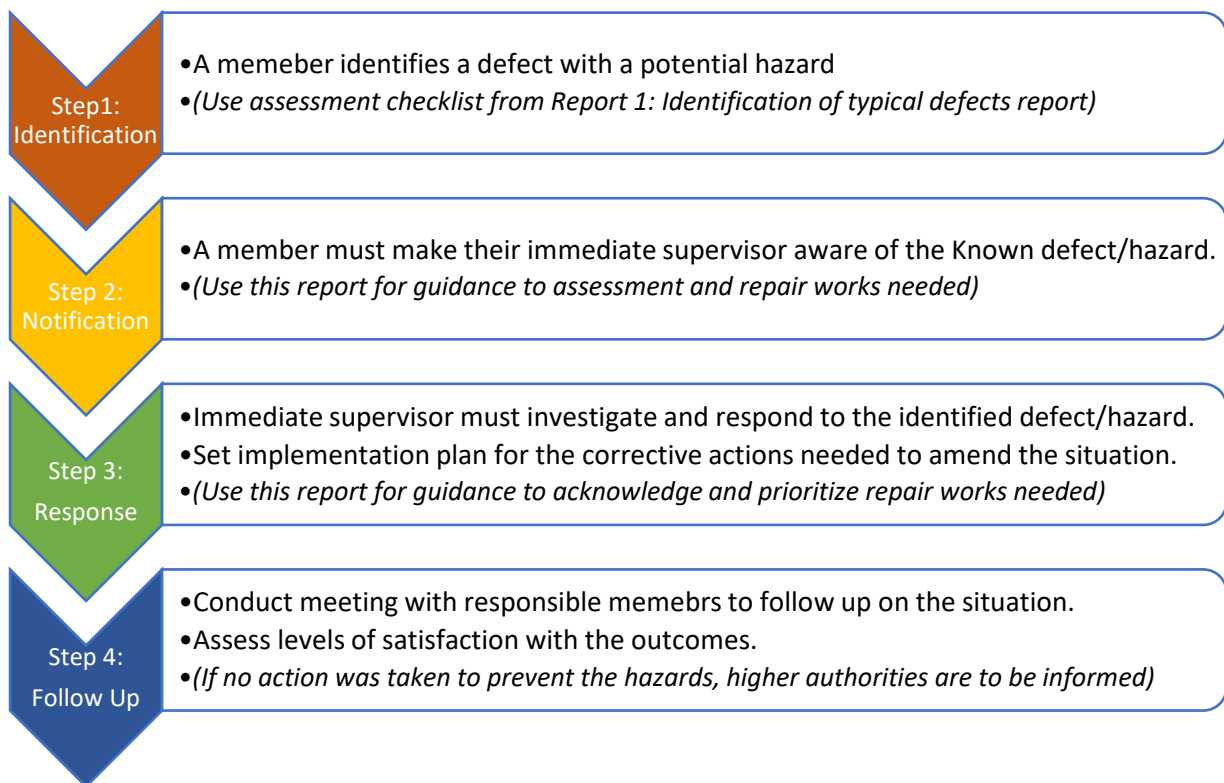 Step1:
Identification
•A memeber identifies a defect with a potential hazard
•(Use assessment checklist from Report 1: Identification of typical defects report)
Step 2:
Notification
•A member must make their immediate supervisor aware of the Known defect/hazard.
•(Use this report for guidance to assessment and repair works needed)
Step 3:
Response
•Immediate supervisor must investigate and respond to the identified defect/hazard.
•Set implementation plan for the corrective actions needed to amend the situation.
•(Use this report for guidance to acknowledge and prioritize repair works needed)
Step 4:
Follow Up
•Conduct meeting with responsible memebrs to follow up on the situation.
•Assess levels of satisfaction with the outcomes.
•(If no action was taken to prevent the hazards, higher authorities are to be informed)